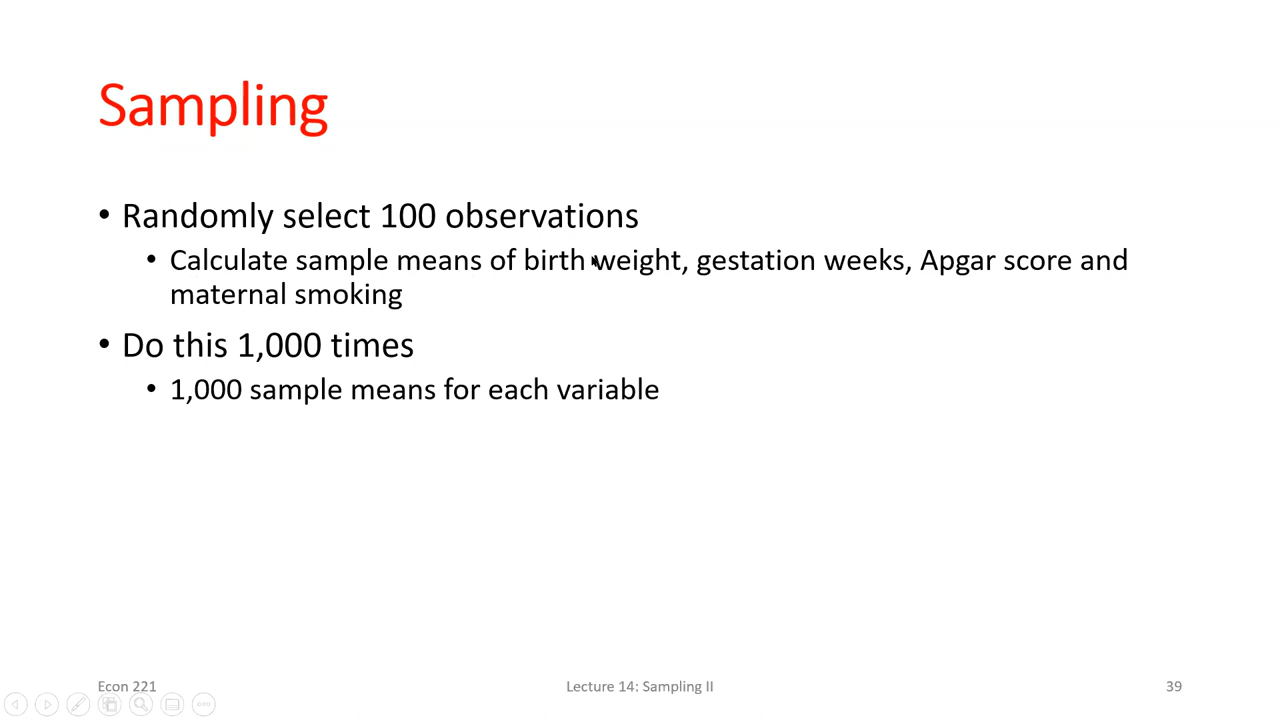 Sampling
• Randomly select 100 observations
• Calculate sample means of birth weight, gestation weeks, Apgar score and
maternal smoking
• Do this 1,000 times
• 1,000 sample means for each variable
Econ 221
Lecture 14: Sampling II
39